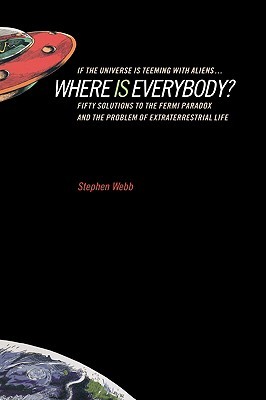 IF THE UNIVERSE IS TEEMING WITH ALIENS...
WHERE IS EVERYBODY?
FIFTY SOLUTIONS TO THE FERMI PARADOX
AND THE PROBLEM OF EXTRATERRESTRIAL LIFE
Stephen Webb